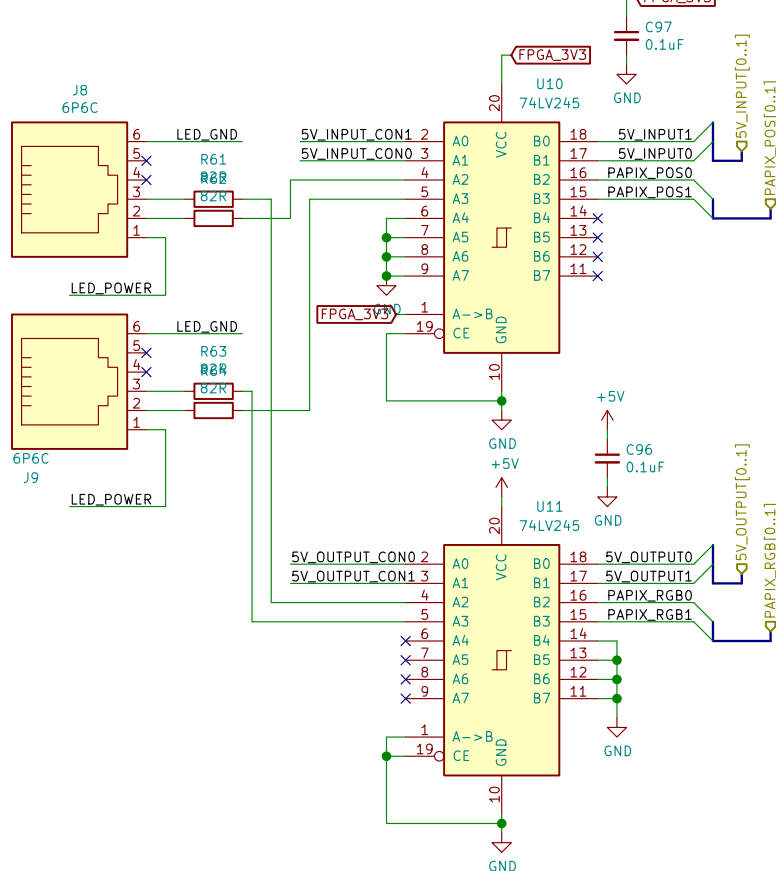 FPGA_3V3
C97
0.1uF
GND
5V_INPUT[0..1]
PAPIX_POS[0..1]
FPGA_3V3
U10
74LV245
20
VCC
J8
6P6C
6
5
4
3
2
1
LED_GND
R61
82R
R62
82R
LED_POWER
5V_INPUT_CON1 2 A0 B0 18 5V_INPUT1
5V_INPUT_CON0 3 A1 B1 17 5V_INPUT0
4 A2 B2 16 PAPIX_POS0
5 A3 B3 15 PAPIX_POS1
6 A4 B4 14
7 A5 B5 13
8 A6 B6 12
9 A7 B7 11
GND
FPGA_3V3 1 A->B
19 CE
GND
10
GND
6
5
4
3
2
1
LED_GND
R63
82R
R64
82R
6P6C
J9
LED_POWER
+5V
C96
0.1uF
GND
+5V
U11
74LV245
20
VCC
5V_OUTPUT[0..1]
PAPIX_RGB[0..1]
5V_OUTPUT_CON0 2 A0 B0 18 5V_OUTPUT0
5V_OUTPUT_CON1 3 A1 B1 17 5V_OUTPUT1
4 A2 B2 16 PAPIX_RGB0
5 A3 B3 15 PAPIX_RGB1
6 A4 B4 14
7 A5 B5 13
8 A6 B6 12
9 A7 B7 11
GND
1 A->B
19 CE
GND
10
GND